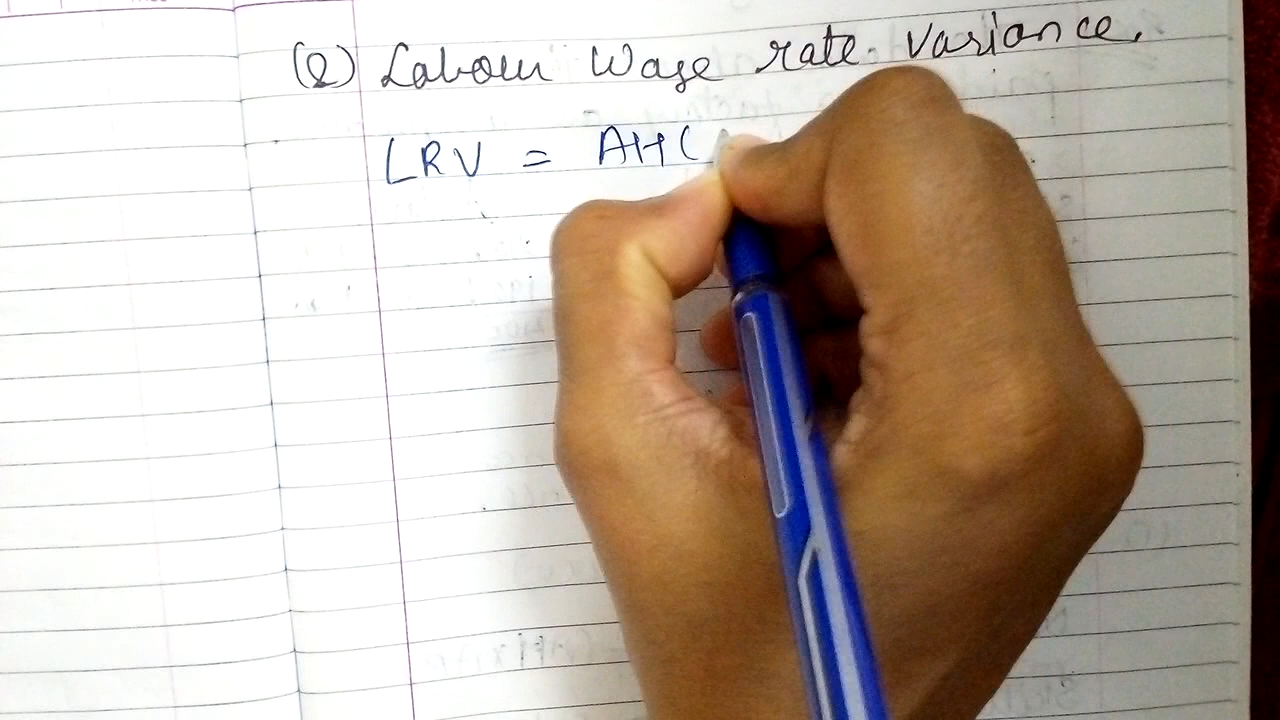 (2) Labour Wage rate Variance.
LRV = AH(